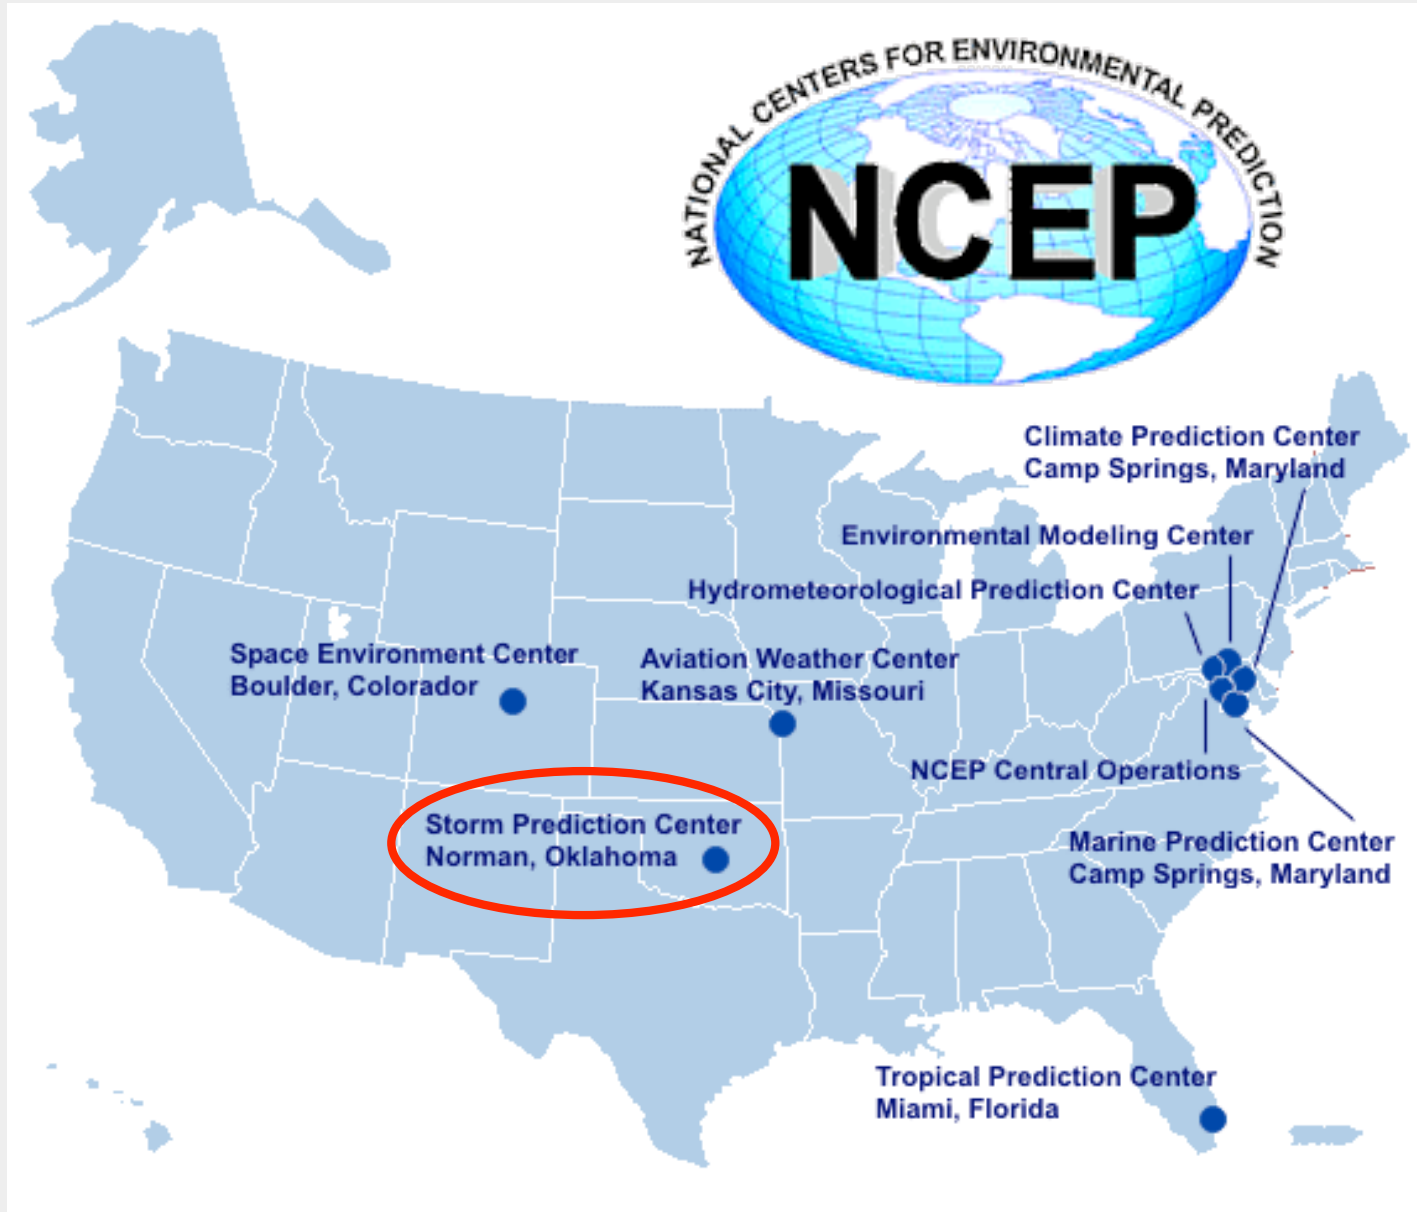 NATIONAL CENTERS FOR ENVIRONMENTAL PREDICTION
NCEP
Climate Prediction Center
Camp Springs, Maryland
Environmental Modeling Center
Hydrometeorological Prediction Center
Space Environment Center
Boulder, Colorador
Aviation Weather Center
Kansas City, Missouri
NCEP Central Operations
Storm Prediction Center
Norman, Oklahoma
Marine Prediction Center
Camp Springs, Maryland
Tropical Prediction Center
Miami, Florida